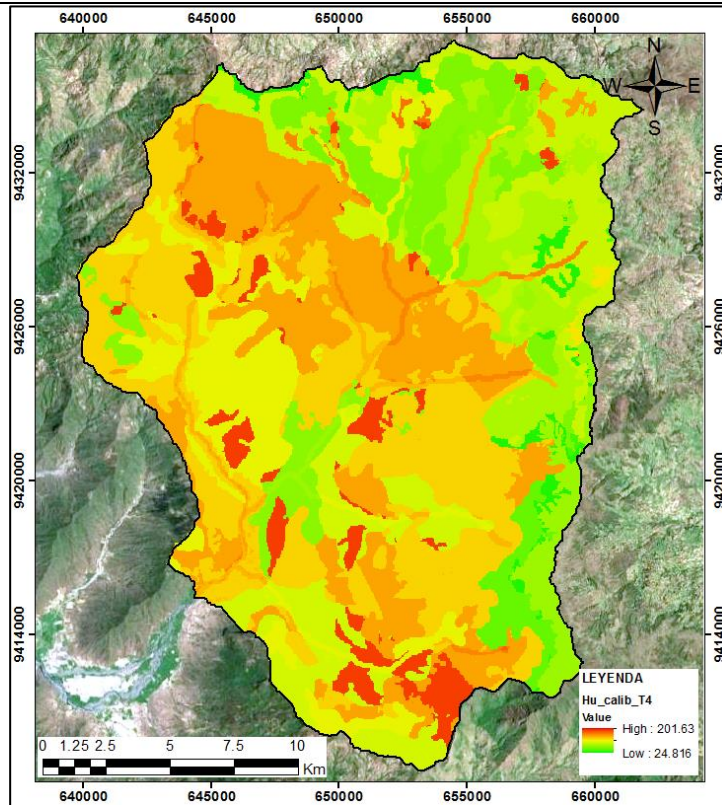 640000 645000 650000 655000 660000
N
W E
S
9432000 9432000
9426000 9426000
9420000 9420000
9414000 9414000
LEYENDA
Hu_calib_T4
Value
High : 201.63
Low : 24.816
0 1.25 2.5 5 7.5 10
Km
640000 645000 650000 655000 660000